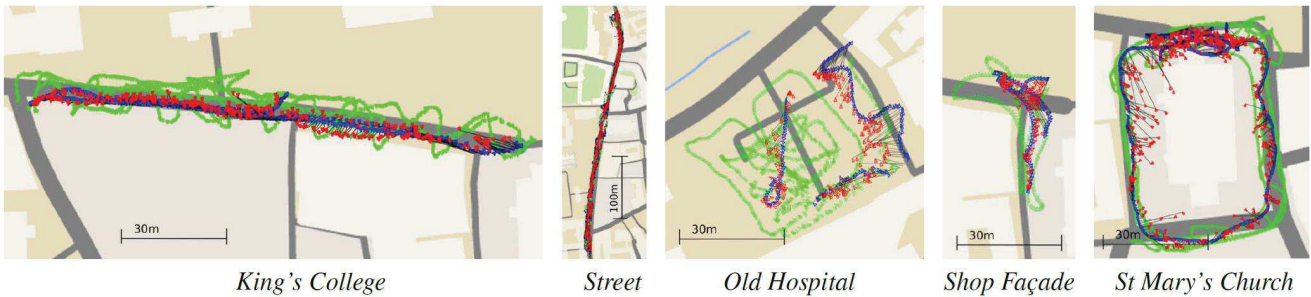 30m
100m
30m
30m
30m
King's College
Street
Old Hospital
Shop Façade
St Mary's Church